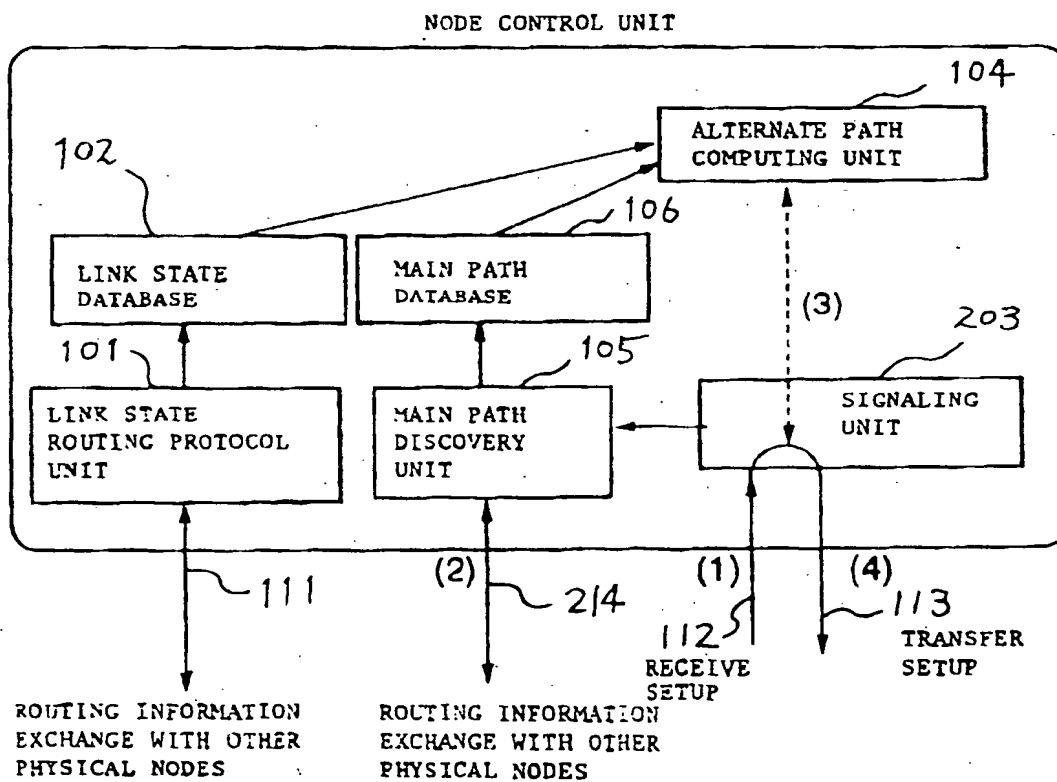 NODE CONTROL UNIT
104
ALTERNATE PATH
COMPUTING UNIT
102
106
LINK STATE
DATABASE
MAIN PATH
DATABASE
(3)
203
101
105
LINK STATE
ROUTING PROTOCOL
UNIT
MAIN PATH
DISCOVERY
UNIT
SIGNALING
UNIT
111
(2)
214
(1)
(4)
112
113
RECEIVE
SETUP
TRANSFER
SETUP
ROUTING INFORMATION
EXCHANGE WITH OTHER
PHYSICAL NODES
ROUTING INFORMATION
EXCHANGE WITH OTHER
PHYSICAL NODES